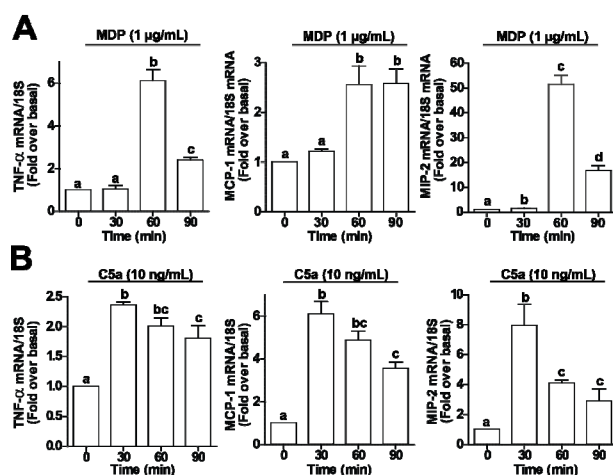 A
MDP (1 µg/mL)
TNF-α mRNA/18S
(Fold over basal)
6
4
2
0
a
a
b
c
0 30 60 90
Time (min)
MDP (1 µg/mL)
MCP-1 mRNA/18S mRNA
(Fold over basal)
3
2
1
0
a
a
b
b
0 30 60 90
Time (min)
MDP (1 µg/mL)
MIP-2 mRNA/18S mRNA
(Fold over basal)
60
50
40
30
20
10
0
a
b
c
d
0 30 60 90
Time (min)
B
C5a (10 ng/mL)
TNF-α mRNA/18S
(Fold over basal)
2.5
2.0
1.5
1.0
0.5
0.0
a
b
bc
c
0 30 60 90
Time (min)
C5a (10 ng/mL)
MCP-1 mRNA/18S
(Fold over basal)
6
4
2
0
a
b
bc
c
0 30 60 90
Time (min)
C5a (10 ng/mL)
MIP-2 mRNA/18S
(Fold over basal)
10
8
6
4
2
0
a
b
c
c
0 30 60 90
Time (min)